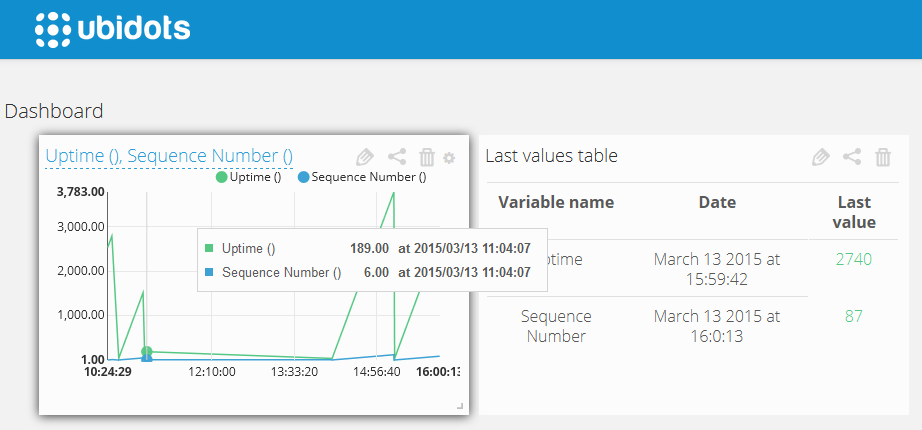 ubidots
Dashboard
Uptime (), Sequence Number ()
Uptime () Sequence Number ()
3,783.00
3,000.00
2,000.00
1,000.00
1.00
10:24:29 12:10:00 13:33:20 14:56:40 16:00:13
Uptime () 189.00 at 2015/03/13 11:04:07
Sequence Number () 6.00 at 2015/03/13 11:04:07
Last values table
Variable name Date Last
value
time March 13 2015 at 2740
15:59:42
Sequence March 13 2015 at 87
Number 16:0:13